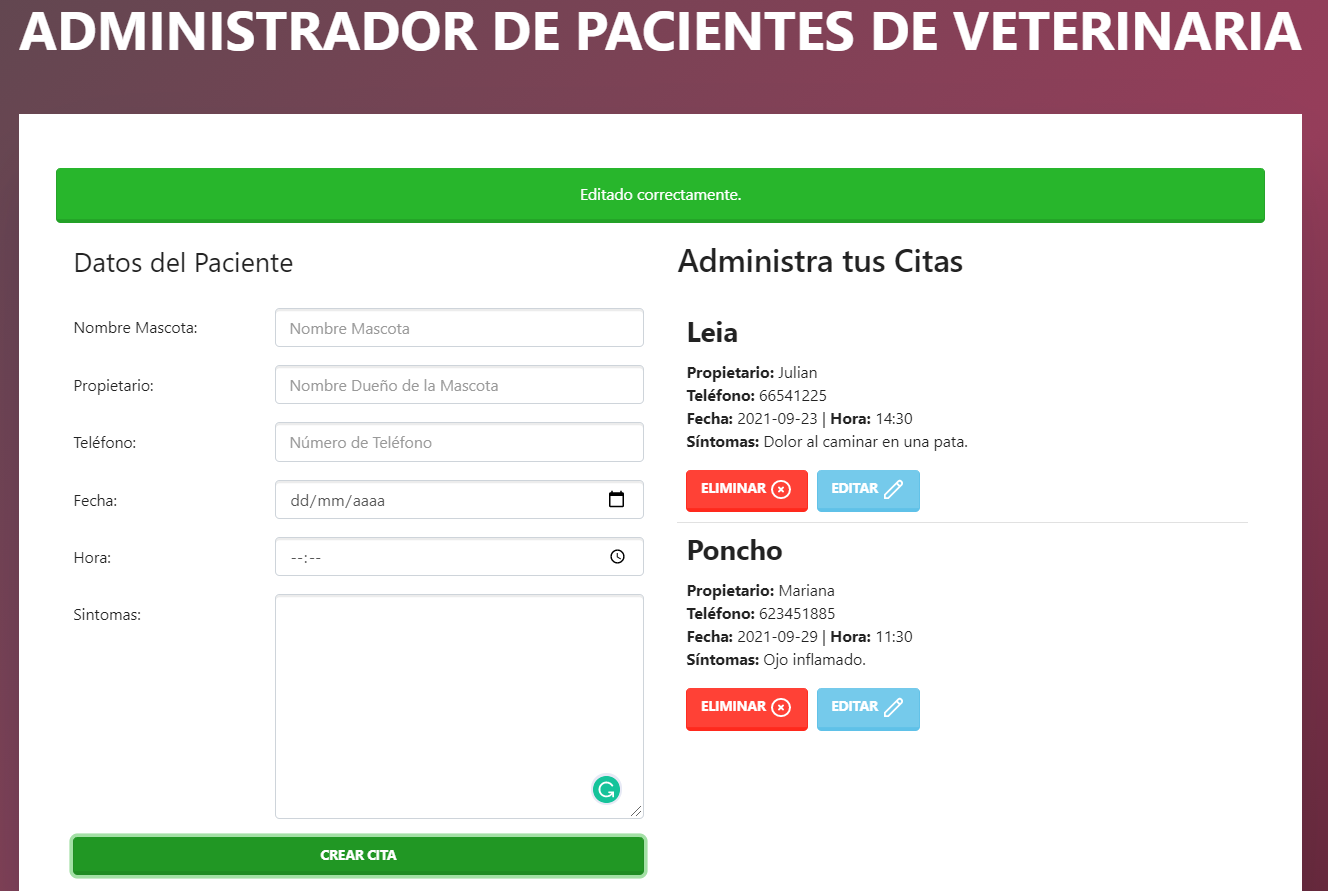 ADMINISTRADOR DE PACIENTES DE VETERINARIA
Editado correctamente.
Datos del Paciente
Nombre Mascota:
Nombre Mascota
Propietario:
Nombre Dueño de la Mascota
Teléfono:
Número de Teléfono
Fecha:
dd/mm/aaaa
Hora:
--:--
Sintomas:
G
CREAR CITA
Administra tus Citas
Leia
Propietario: Julian
Teléfono: 66541225
Fecha: 2021-09-23 | Hora: 14:30
Síntomas: Dolor al caminar en una pata.
ELIMINAR
EDITAR
Poncho
Propietario: Mariana
Teléfono: 623451885
Fecha: 2021-09-29 | Hora: 11:30
Síntomas: Ojo inflamado.
ELIMINAR
EDITAR